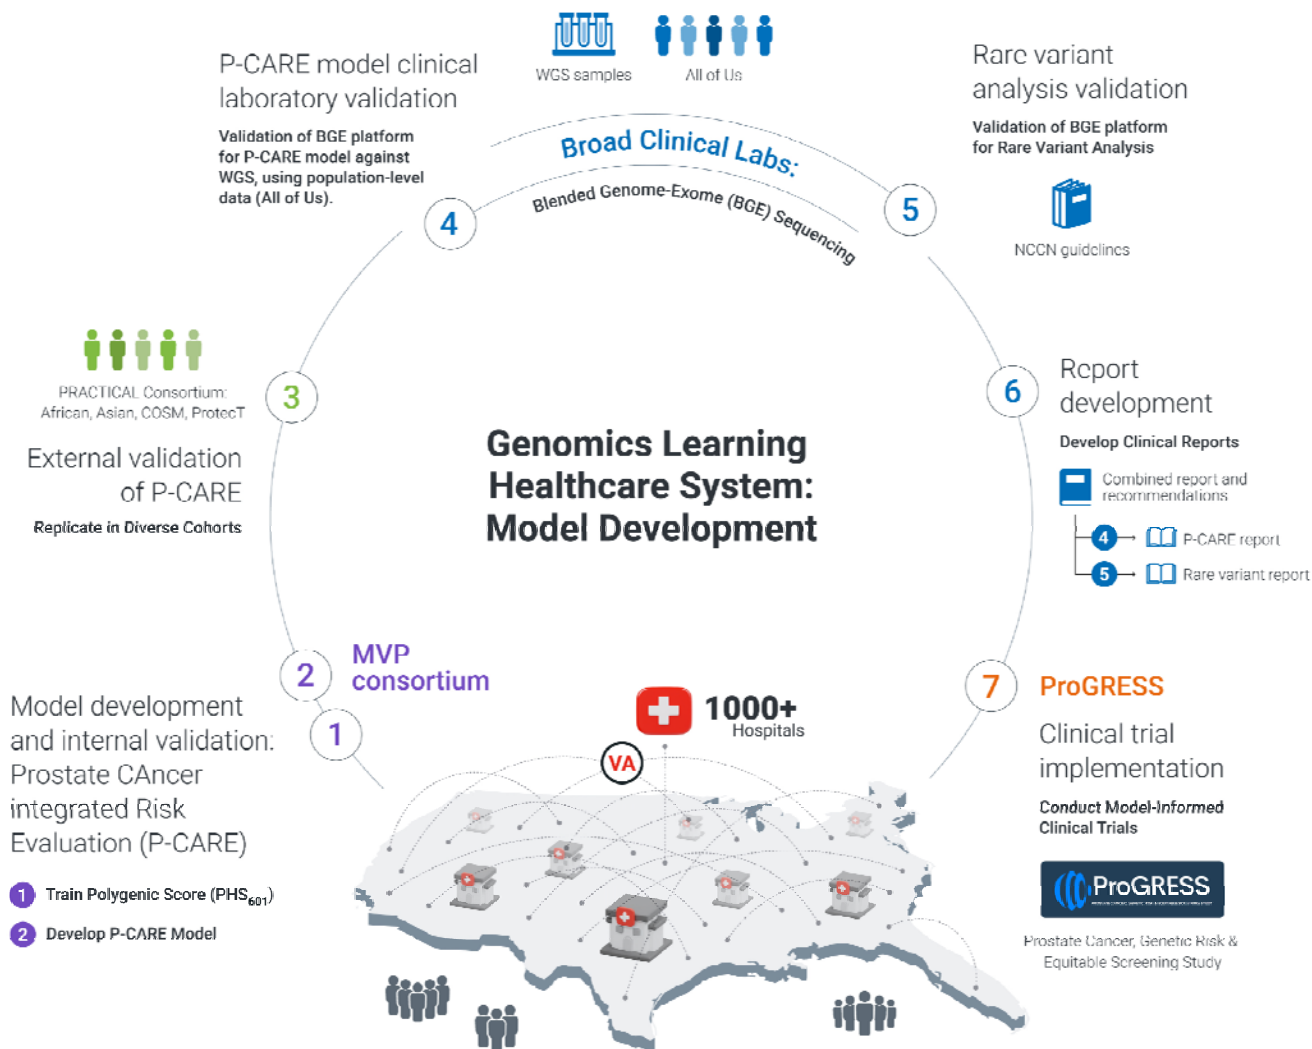 WGS samples
All of Us
P-CARE model clinical
laboratory validation
Validation of BGE platform
for P-CARE model against
WGS, using population-level
data (All of Us).
Rare variant
analysis validation
Validation of BGE platform
for Rare Variant Analysis
NCCN guidelines
Broad Clinical Labs:
Blended Genome-Exome (BGE) Sequencing
4
5
PRACTICAL Consortium:
African, Asian, COSM, ProtecT
3
External validation
of P-CARE
Replicate in Diverse Cohorts
Genomics Learning
Healthcare System:
Model Development
6
Report
development
Develop Clinical Reports
Combined report and
recommendations
4
P-CARE report
5
Rare variant report
2
MVP
consortium
1
Model development
and internal validation:
Prostate CAncer
integrated Risk
Evaluation (P-CARE)
1 Train Polygenic Score (PHS601)
2 Develop P-CARE Model
1000+
Hospitals
VA
7
ProGRESS
Clinical trial
implementation
Conduct Model-Informed
Clinical Trials
ProGRESS
Prostate Cancer, Genetic Risk &
Equitable Screening Study